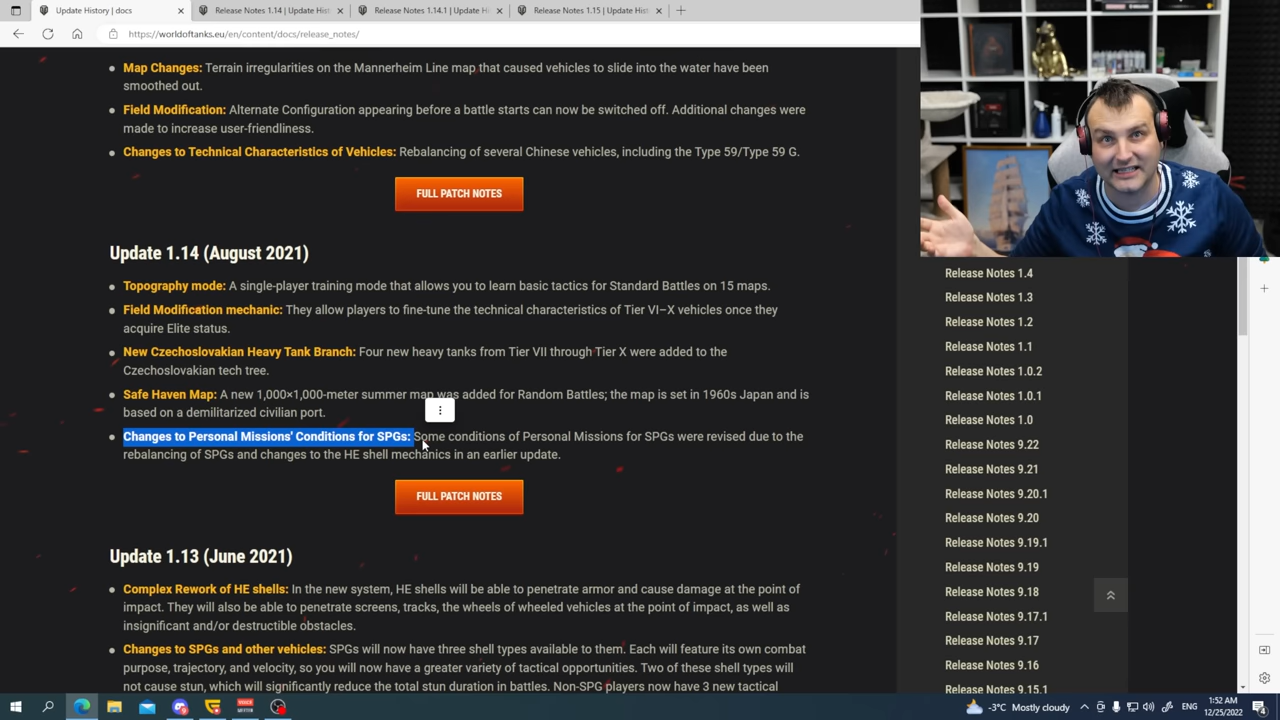 Update History | docs
Release Notes 1.14 | Update Hist
Release Notes 1.14.1 | Update H
Release Notes 1.15 | Update Hist
https://worldoftanks.eu/en/content/docs/release_notes/
Map Changes: Terrain irregularities on the Mannerheim Line map that caused vehicles to slide into the water have been
smoothed out.
Field Modification: Alternate Configuration appearing before a battle starts can now be switched off. Additional changes were
made to increase user-friendliness.
Changes to Technical Characteristics of Vehicles: Rebalancing of several Chinese vehicles, including the Type 59/Type 59 G.
FULL PATCH NOTES
Update 1.14 (August 2021)
Topography mode: A single-player training mode that allows you to learn basic tactics for Standard Battles on 15 maps.
Field Modification mechanic: They allow players to fine-tune the technical characteristics of Tier VI–X vehicles once they
acquire Elite status.
New Czechoslovakian Heavy Tank Branch: Four new heavy tanks from Tier VII through Tier X were added to the
Czechoslovakian tech tree.
Safe Haven Map: A new 1,000×1,000-meter summer map was added for Random Battles; the map is set in 1960s Japan and is
based on a demilitarized civilian port.
Changes to Personal Missions' Conditions for SPGs: Some conditions of Personal Missions for SPGs were revised due to the
rebalancing of SPGs and changes to the HE shell mechanics in an earlier update.
FULL PATCH NOTES
Update 1.13 (June 2021)
Complex Rework of HE shells: In the new system, HE shells will be able to penetrate armor and cause damage at the point of
impact. They will also be able to penetrate screens, tracks, the wheels of wheeled vehicles at the point of impact, as well as
insignificant and/or destructible obstacles.
Changes to SPGs and other vehicles: SPGs will now have three shell types available to them. Each will feature its own combat
purpose, trajectory, and velocity, so you will now have a greater variety of tactical opportunities. Two of these shell types will
not cause stun, which will significantly reduce the total stun duration in battles. Non-SPG players now have 3 new tactical
Release Notes 1.4
Release Notes 1.3
Release Notes 1.2
Release Notes 1.1
Release Notes 1.0.2
Release Notes 1.0.1
Release Notes 1.0
Release Notes 9.22
Release Notes 9.21
Release Notes 9.20.1
Release Notes 9.20
Release Notes 9.19.1
Release Notes 9.19
Release Notes 9.18
Release Notes 9.17.1
Release Notes 9.17
Release Notes 9.16
Release Notes 9.15.1
-3°C Mostly cloudy
ENG
1:52 AM
12/25/2022
4